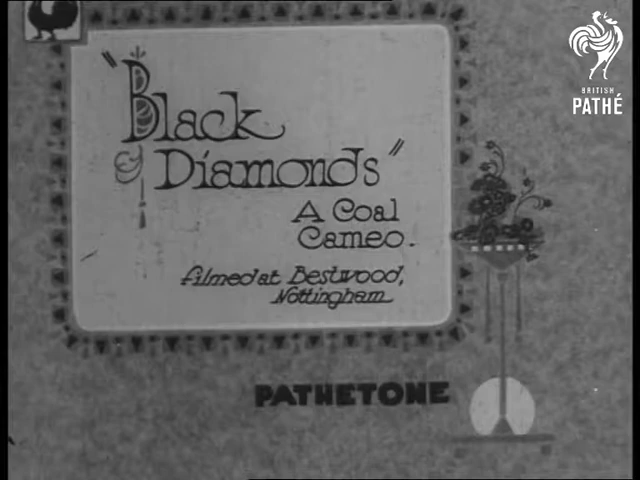 "Black
Diamonds"
A Coal
Cameo.
filmed at Bestwood,
Nottingham
PATHETONE
BRITISH
PATHÉ